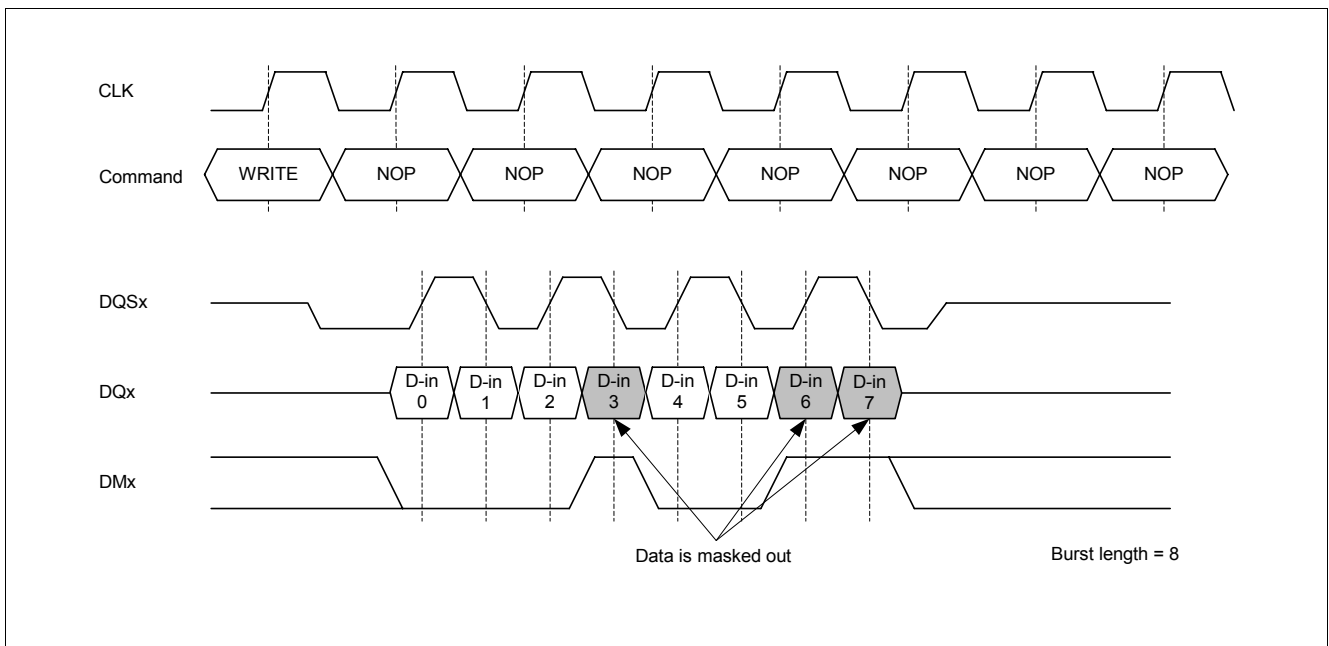 CLK
Command WRITE NOP NOP NOP NOP NOP NOP NOP
DQSx
DQx D-in 0 D-in 1 D-in 2 D-in 3 D-in 4 D-in 5 D-in 6 D-in 7
DMx
Data is masked out
Burst length = 8